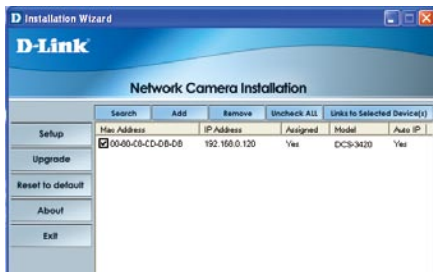 D Installation Wizard
D-Link
Network Camera Installation
Search Add Remove Uncheck ALL Links to Selected Device(s)
Mac Address IP Address Assigned Model Auto IP
00-80-C8-CD-DB-DB 192.168.0.120 Yes DCS-3420 Yes
Setup
Upgrade
Reset to default
About
Exit